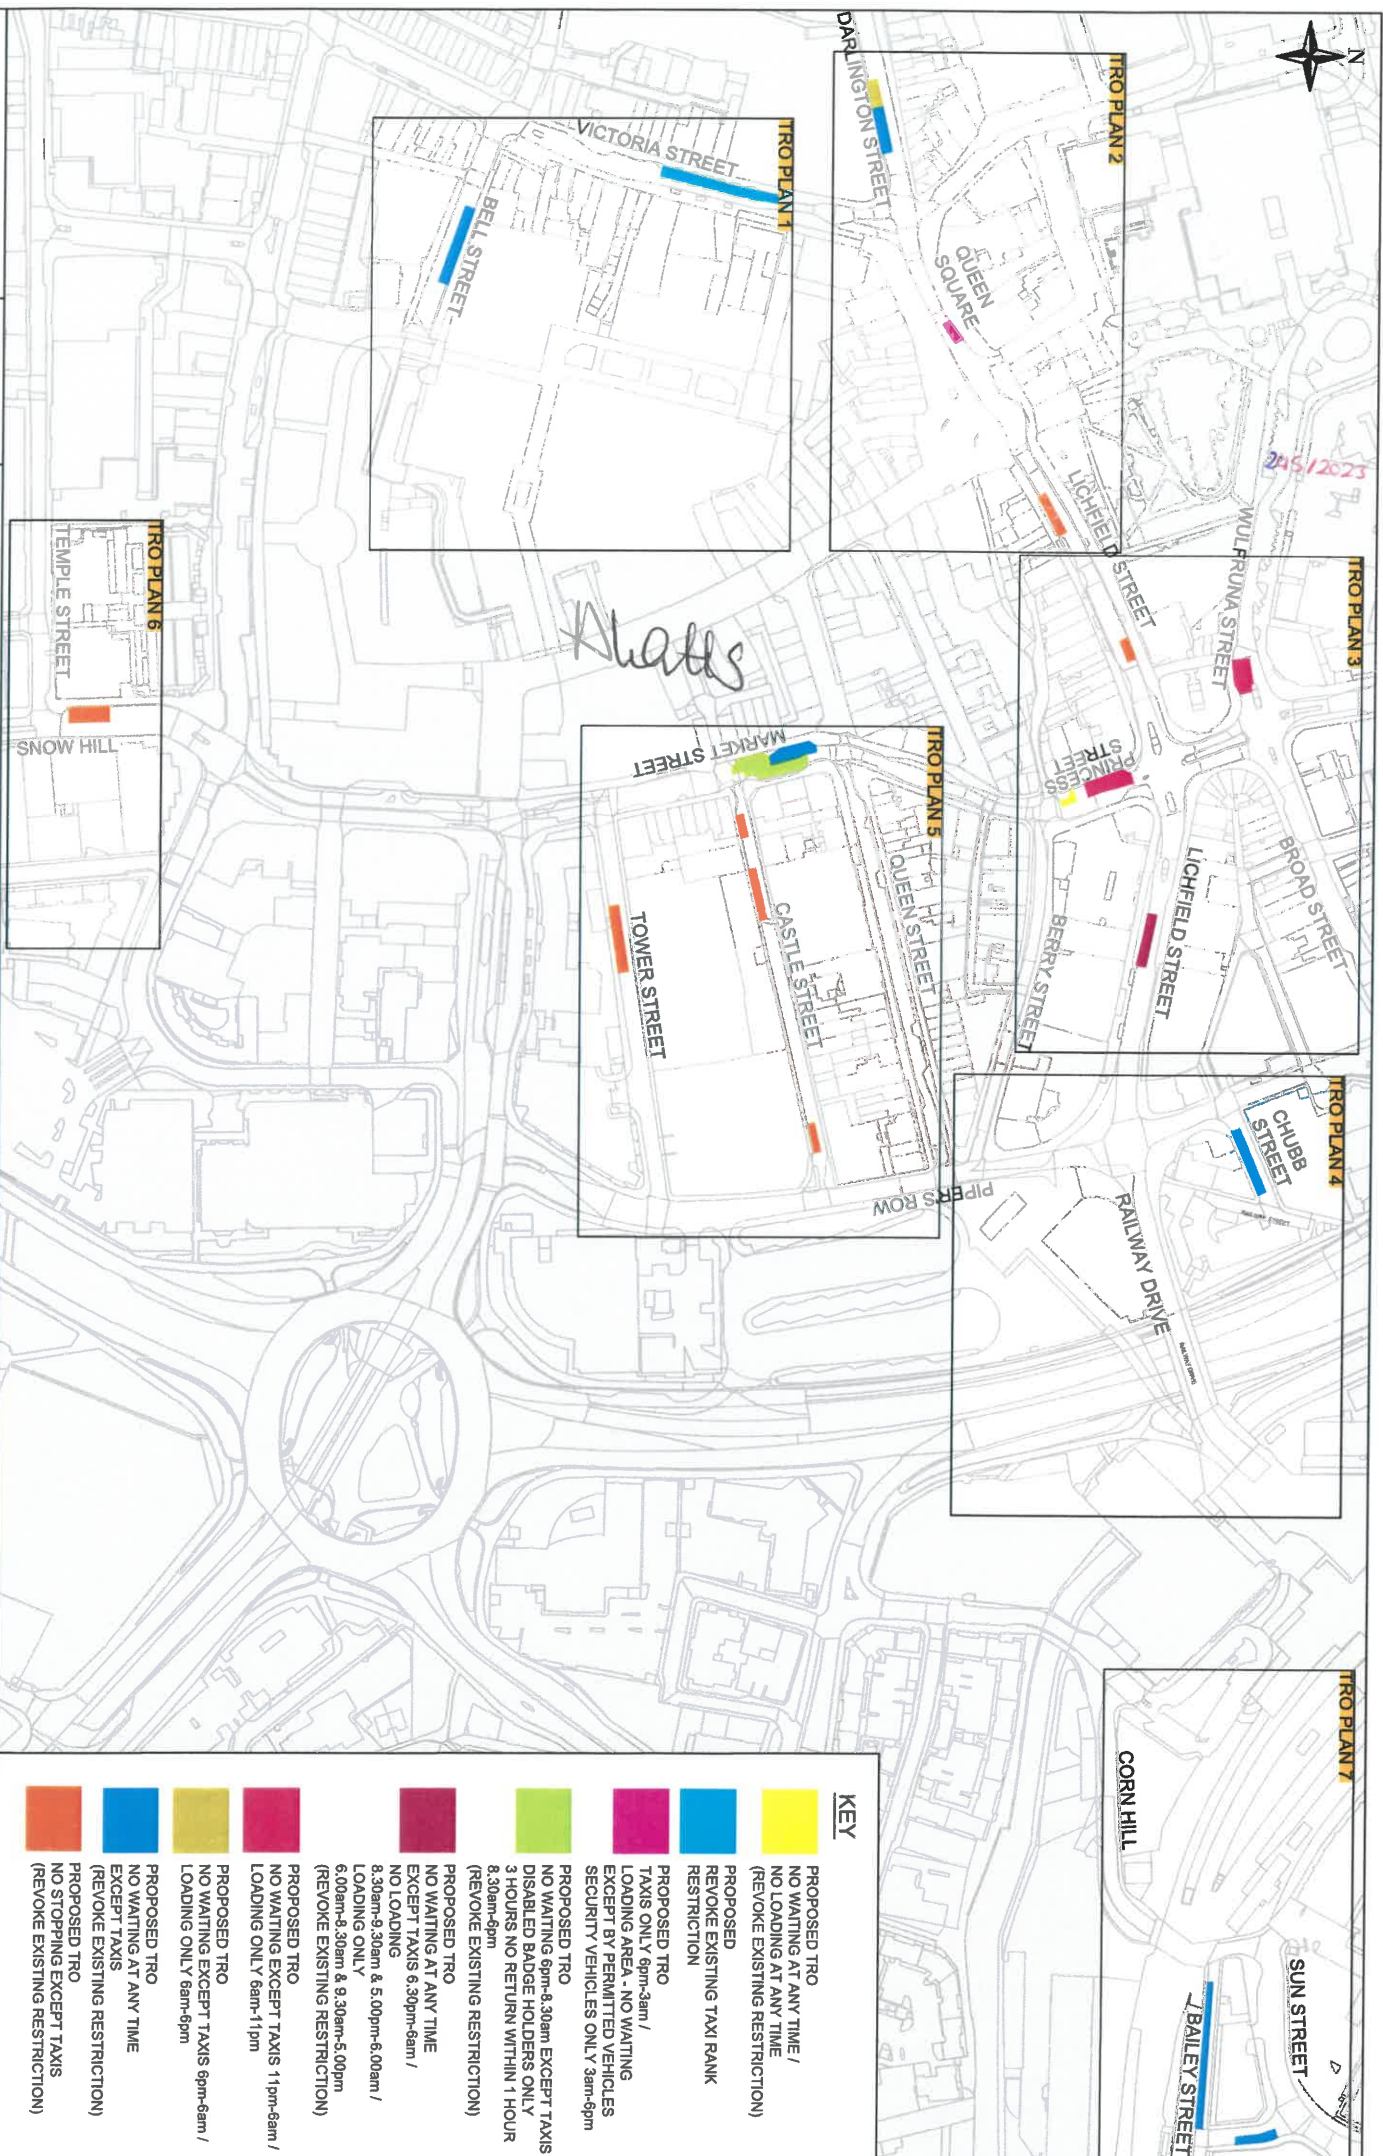 N
TRO PLAN 2
DARLINGTON STREET
QUEEN
SQUARE
LICHFIELD STREET
TRO PLAN 1
VICTORIA STREET
BELL STREET
TRO PLAN 3
WULFRUNA STREET
PRINCESS
STREET
BROAD STREET
LICHFIELD STREET
BERRY STREET
TRO PLAN 4
CHUBB
STREET
RAILWAY STREET
RAILWAY DRIVE
RAILWAY DRIVE
PIPER'S ROW
TRO PLAN 5
MARKET STREET
QUEEN STREET
CASTLE STREET
TOWER STREET
TRO PLAN 6
TEMPLE STREET
SNOW HILL
TRO PLAN 7
CORN HILL
SUN STREET
BAILEY STREET
KEY
PROPOSED TRO
NO WAITING AT ANY TIME /
NO LOADING AT ANY TIME
(REVOKE EXISTING RESTRICTION)
PROPOSED
REVOKE EXISTING TAXI RANK
RESTRICTION
PROPOSED TRO
TAXIS ONLY 6pm-3am /
LOADING AREA - NO WAITING
EXCEPT BY PERMITTED VEHICLES
SECURITY VEHICLES ONLY 3am-6pm
PROPOSED TRO
NO WAITING 6pm-8.30am EXCEPT TAXIS
DISABLED BADGE HOLDERS ONLY
3 HOURS NO RETURN WITHIN 1 HOUR
8.30am-6pm
(REVOKE EXISTING RESTRICTION)
PROPOSED TRO
NO WAITING AT ANY TIME
EXCEPT TAXIS 6.30pm-6am /
NO LOADING
8.30am-9.30am & 5.00pm-6.00am /
LOADING ONLY
6.00am-8.30am & 9.30am-5.00pm
(REVOKE EXISTING RESTRICTION)
PROPOSED TRO
NO WAITING EXCEPT TAXIS 11pm-6am /
LOADING ONLY 6am-11pm
PROPOSED TRO
NO WAITING EXCEPT TAXIS 6pm-6am /
LOADING ONLY 6am-6pm
PROPOSED TRO
NO WAITING AT ANY TIME
EXCEPT TAXIS
(REVOKE EXISTING RESTRICTION)
PROPOSED TRO
NO STOPPING EXCEPT TAXIS
(REVOKE EXISTING RESTRICTION)